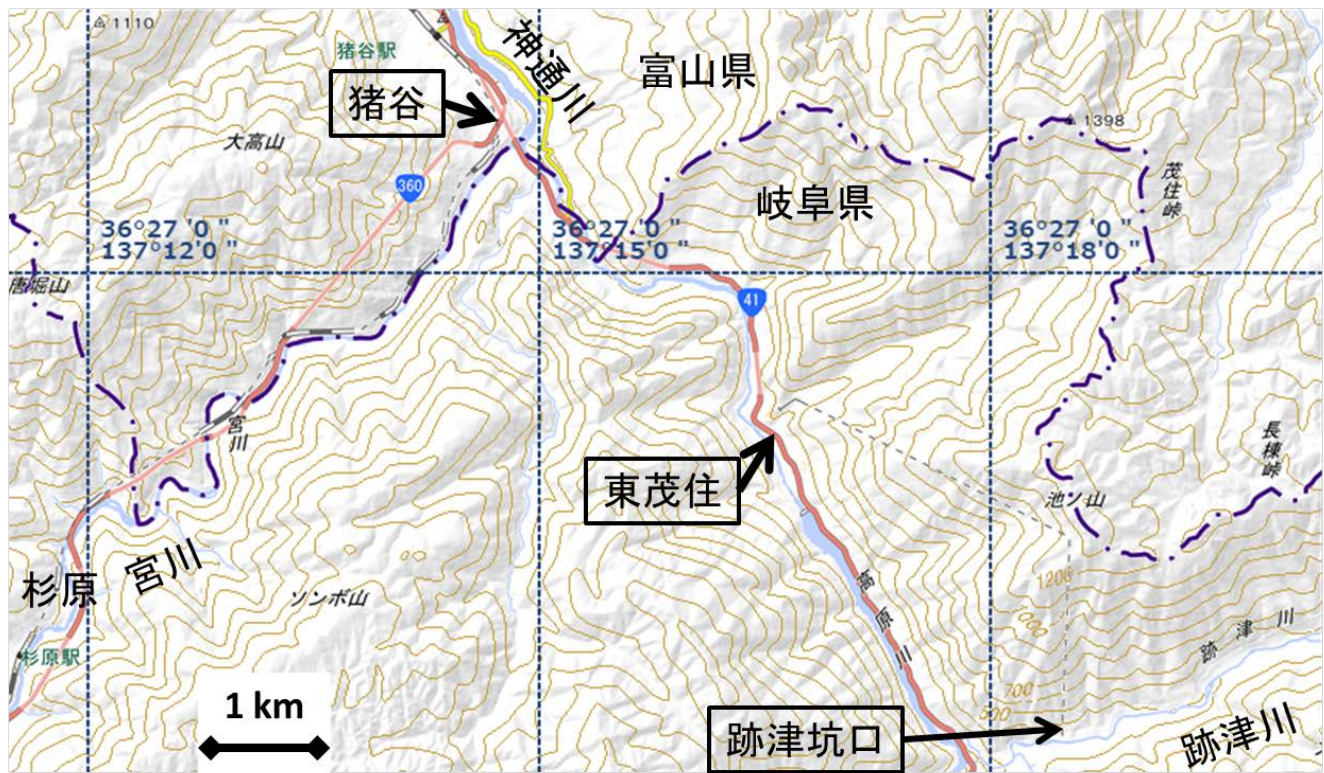 1110
猪谷駅
神通川
富山県
猪谷
1398
大高山
茂住峠
360
岐阜県
36°27 '0 "
137°12'0 "
36°27 '0 "
137°15'0 "
36°27 '0 "
137°18'0 "
唐堀山
41
宮川
長棟峠
東茂住
池ノ山
杉原
宮川
ソンボ山
高原川
1200
跡津川
杉原駅
700
500
1 km
跡津坑口
跡津川